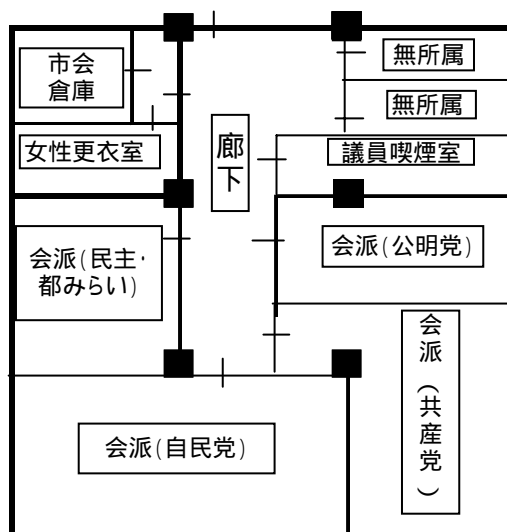 市会
倉庫
無所属
無所属
女性更衣室
廊下
議員喫煙室
会派(民主・
都みらい)
会派(公明党)
会派(共産党)
会派(自民党)